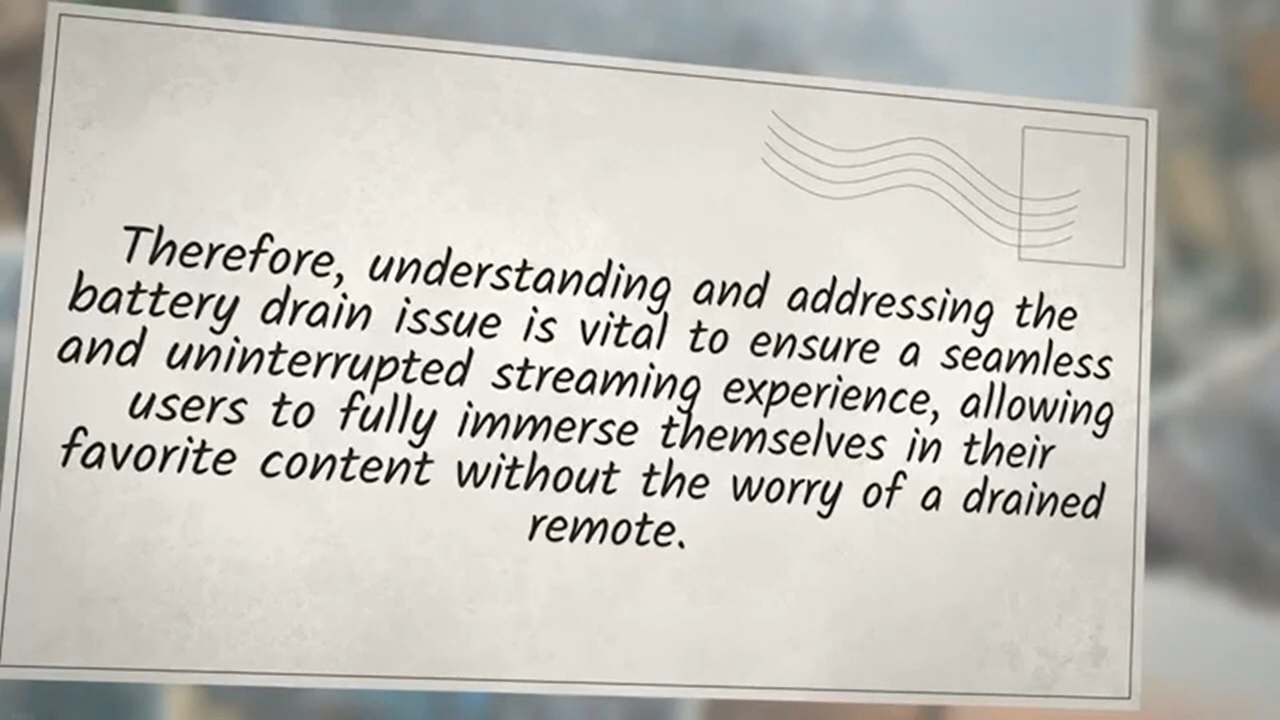 Therefore, understanding and addressing the
battery drain issue is vital to ensure a seamless
and uninterrupted streaming experience, allowing
users to fully immerse themselves in their
favorite content without the worry of a drained
remote.